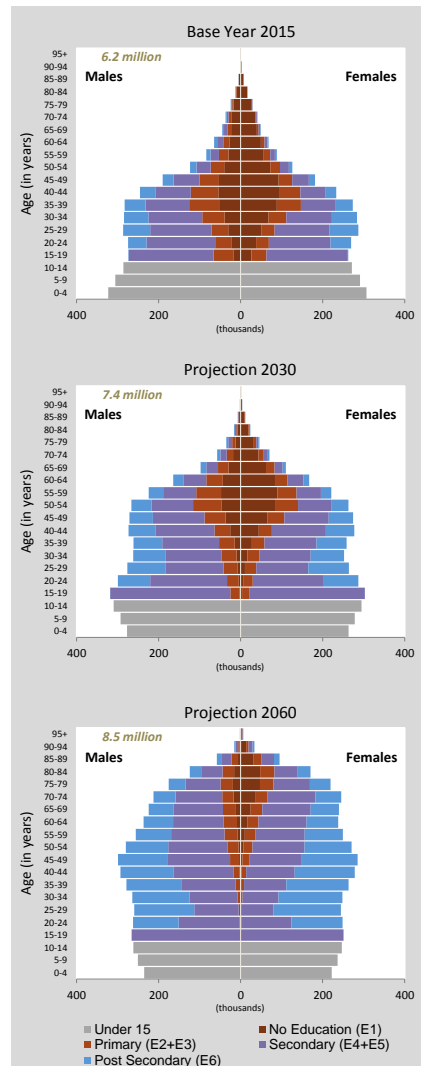 Base Year 2015
6.2 million
Males
Females
Age (in years)
95+
90-94
85-89
80-84
75-79
70-74
65-69
60-64
55-59
50-54
45-49
40-44
35-39
30-34
25-29
20-24
15-19
10-14
5-9
0-4
400 200 0 200 400
(thousands)
Projection 2030
7.4 million
Males
Females
Age (in years)
95+
90-94
85-89
80-84
75-79
70-74
65-69
60-64
55-59
50-54
45-49
40-44
35-39
30-34
25-29
20-24
15-19
10-14
5-9
0-4
400 200 0 200 400
(thousands)
Projection 2060
8.5 million
Males
Females
Age (in years)
95+
90-94
85-89
80-84
75-79
70-74
65-69
60-64
55-59
50-54
45-49
40-44
35-39
30-34
25-29
20-24
15-19
10-14
5-9
0-4
400 200 0 200 400
(thousands)
Under 15 No Education (E1)
Primary (E2+E3) Secondary (E4+E5)
Post Secondary (E6)